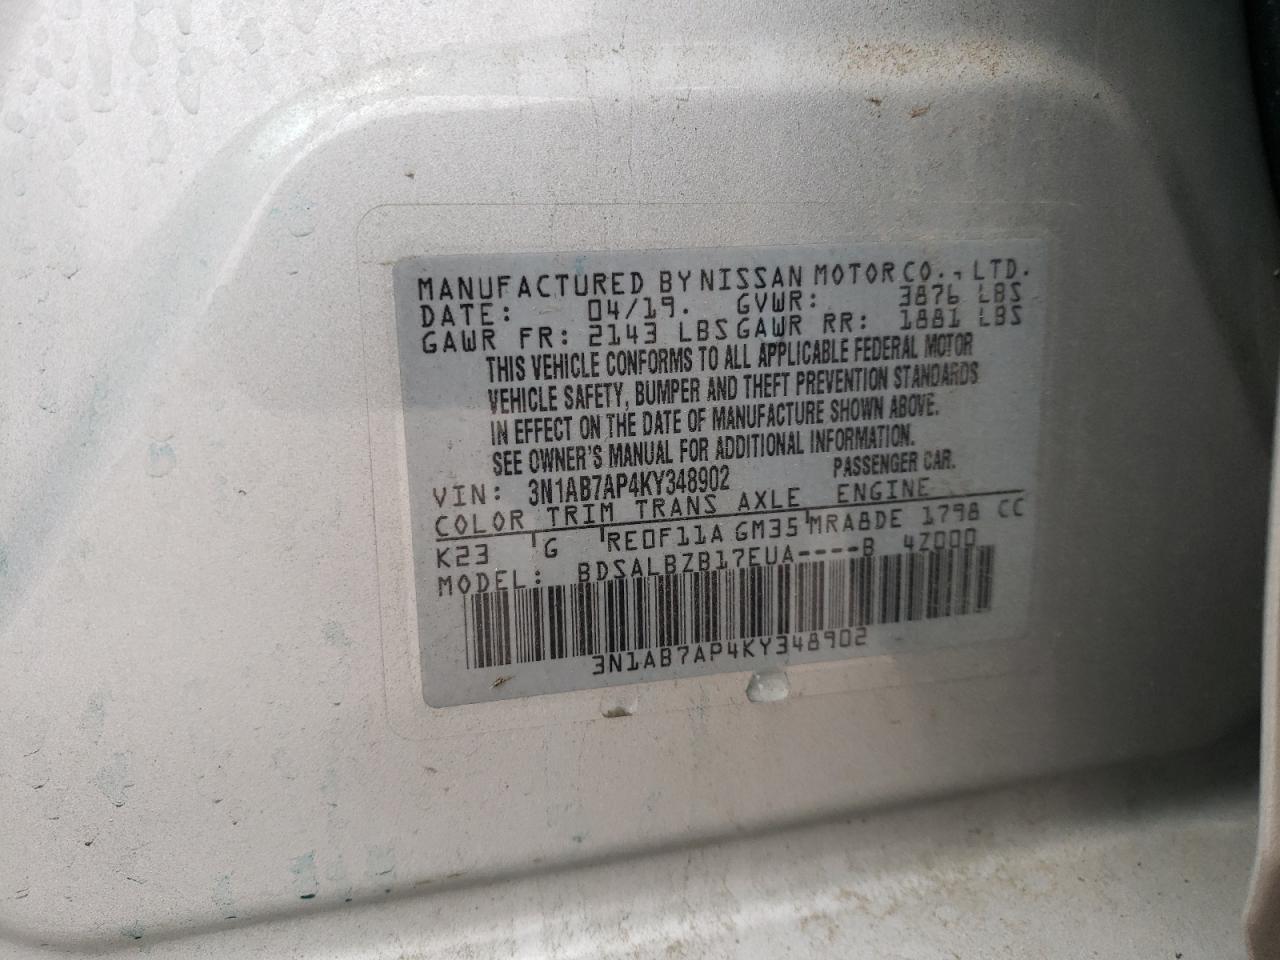 MANUFACTURED BY NISSAN MOTOR CO., LTD.
DATE: 04/19. GVWR: 3876 LBS
GAWR FR: 2143 LBS GAWR RR: 1881 LBS
THIS VEHICLE CONFORMS TO ALL APPLICABLE FEDERAL MOTOR
VEHICLE SAFETY, BUMPER AND THEFT PREVENTION STANDARDS
IN EFFECT ON THE DATE OF MANUFACTURE SHOWN ABOVE.
SEE OWNER'S MANUAL FOR ADDITIONAL INFORMATION.
VIN: 3N1AB7AP4KY348902 PASSENGER CAR.
COLOR TRIM TRANS AXLE ENGINE
K23 G RE0F11A GM35 MRA8DE 1798 CC
MODEL: BDSALBZB17EUA----B 4Z000
3N1AB7AP4KY348902